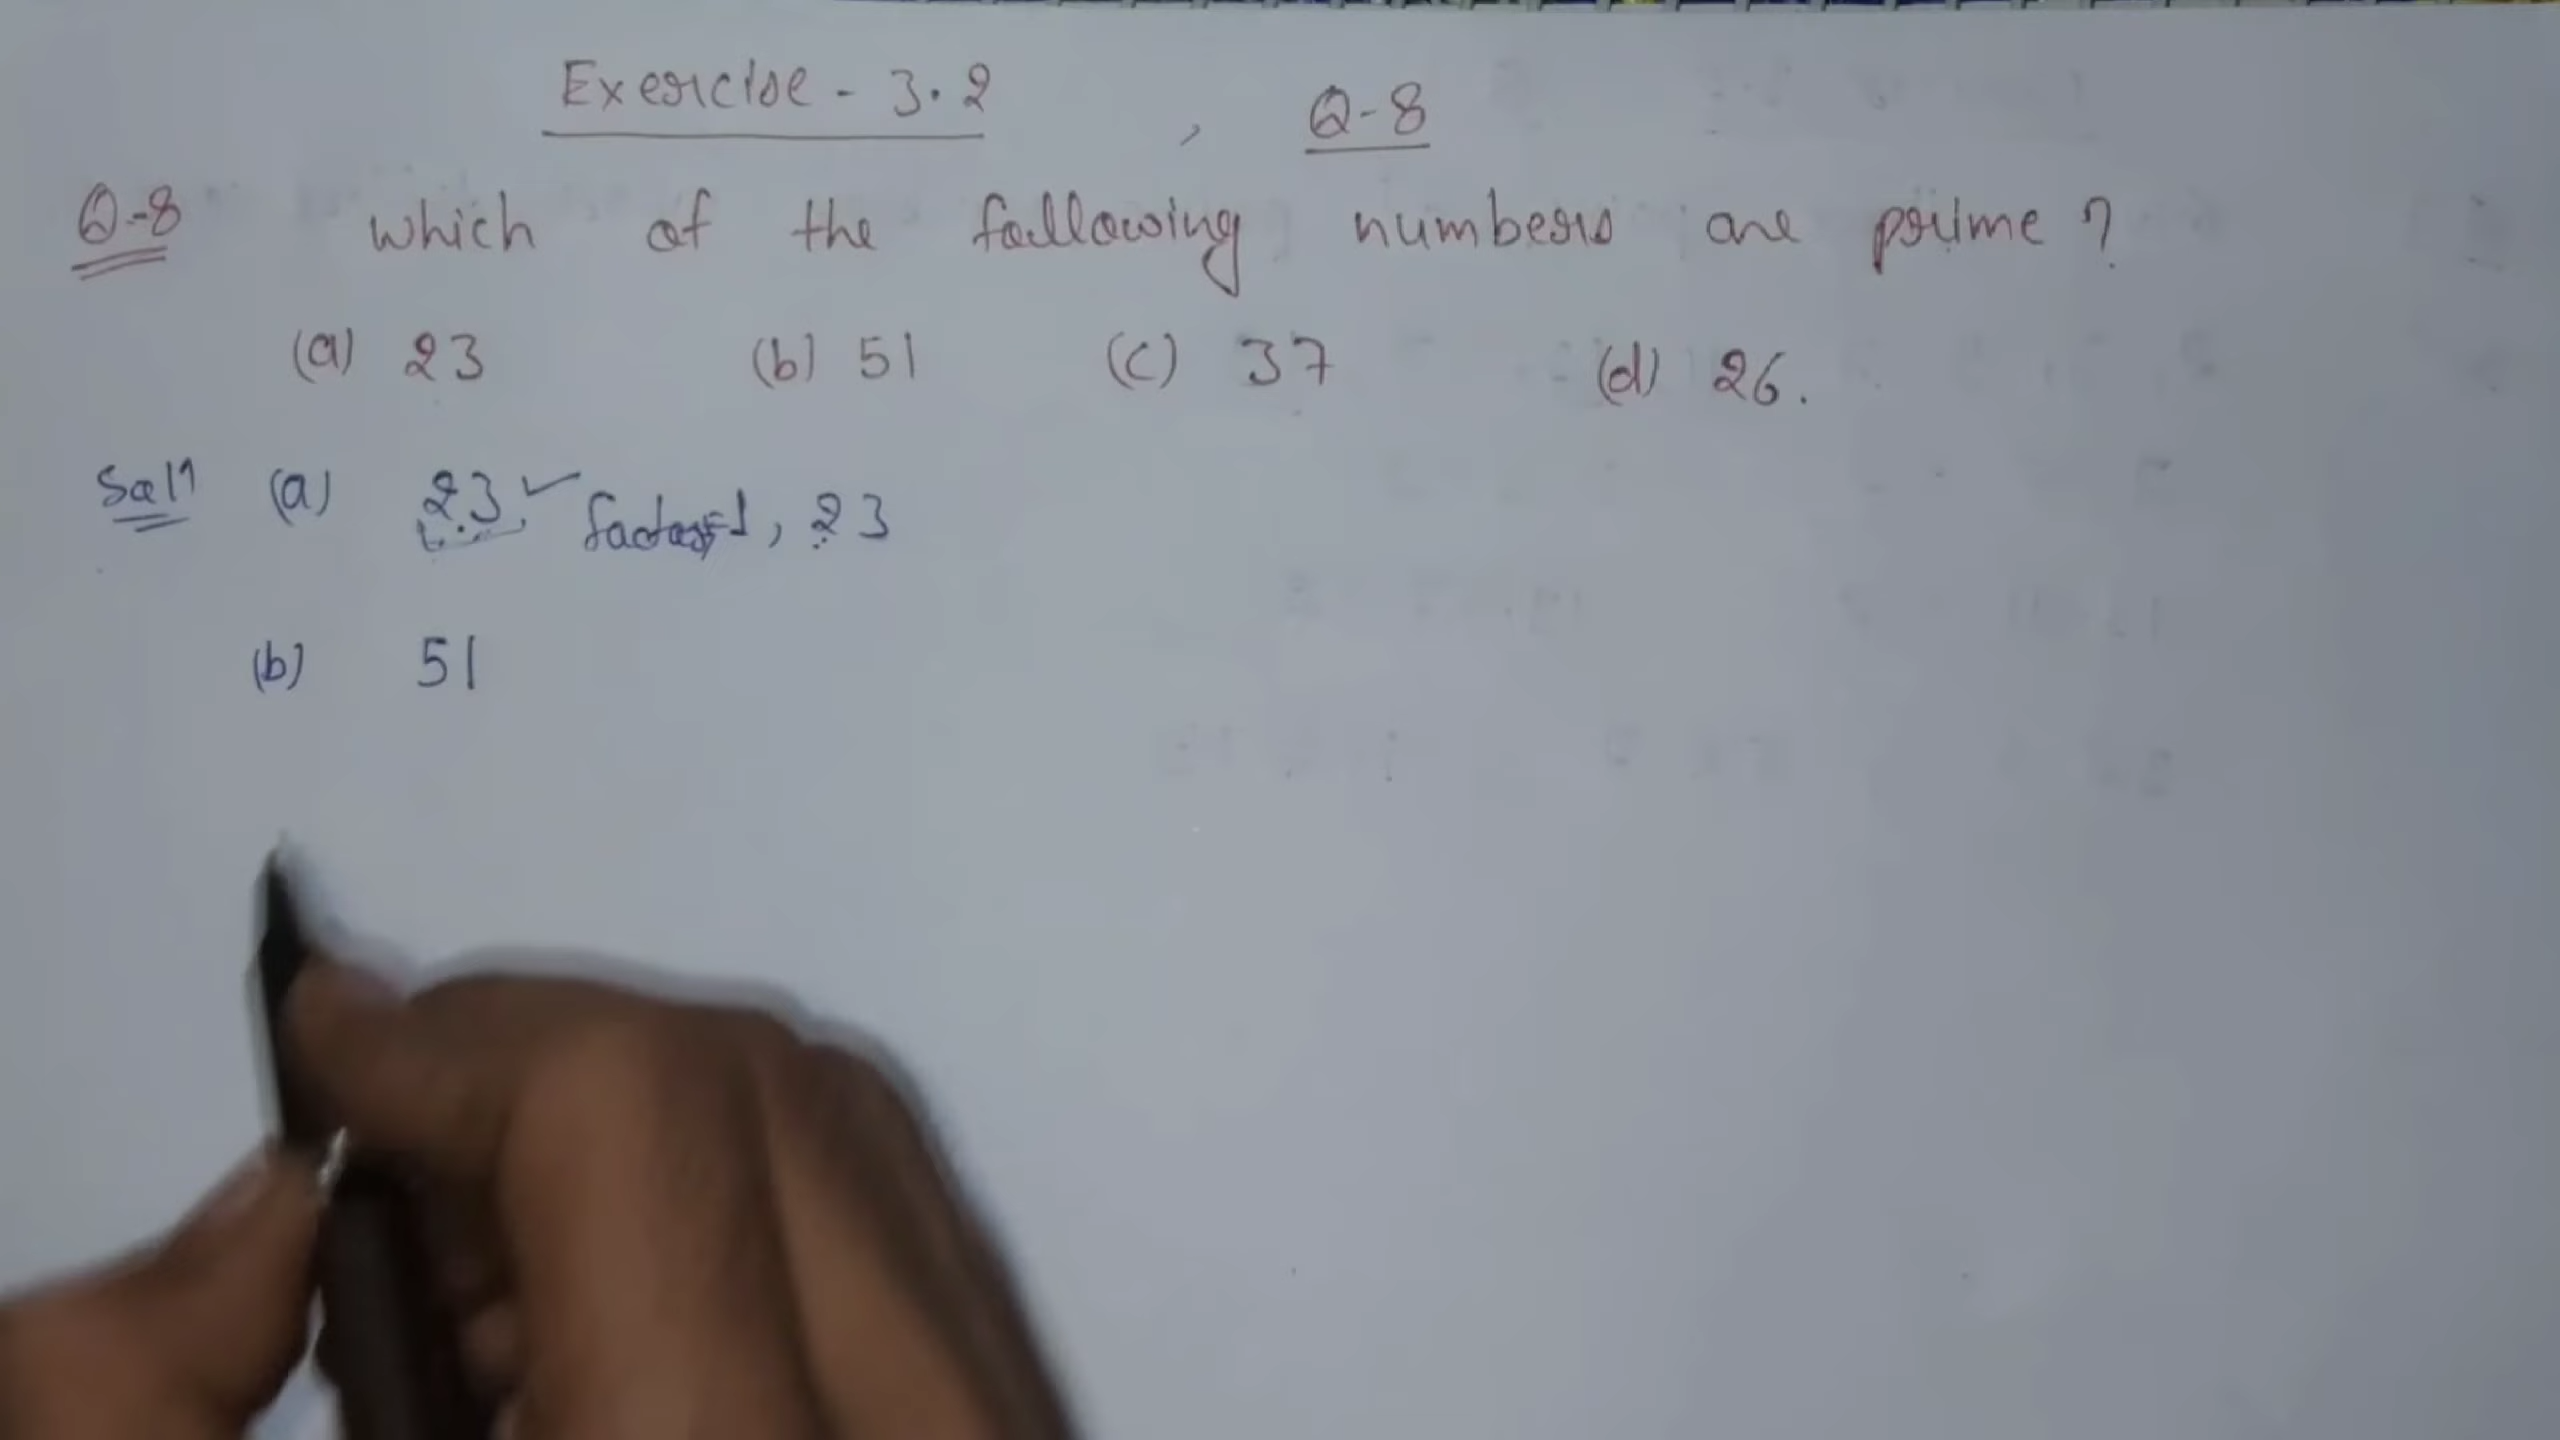 Exercise - 3.2 , Q-8
Q-8 which of the following numbers are prime ?
(a) 23 (b) 51 (c) 37 (d) 26.
Soln (a) 23 ✓ factors=1, 23
(b) 51